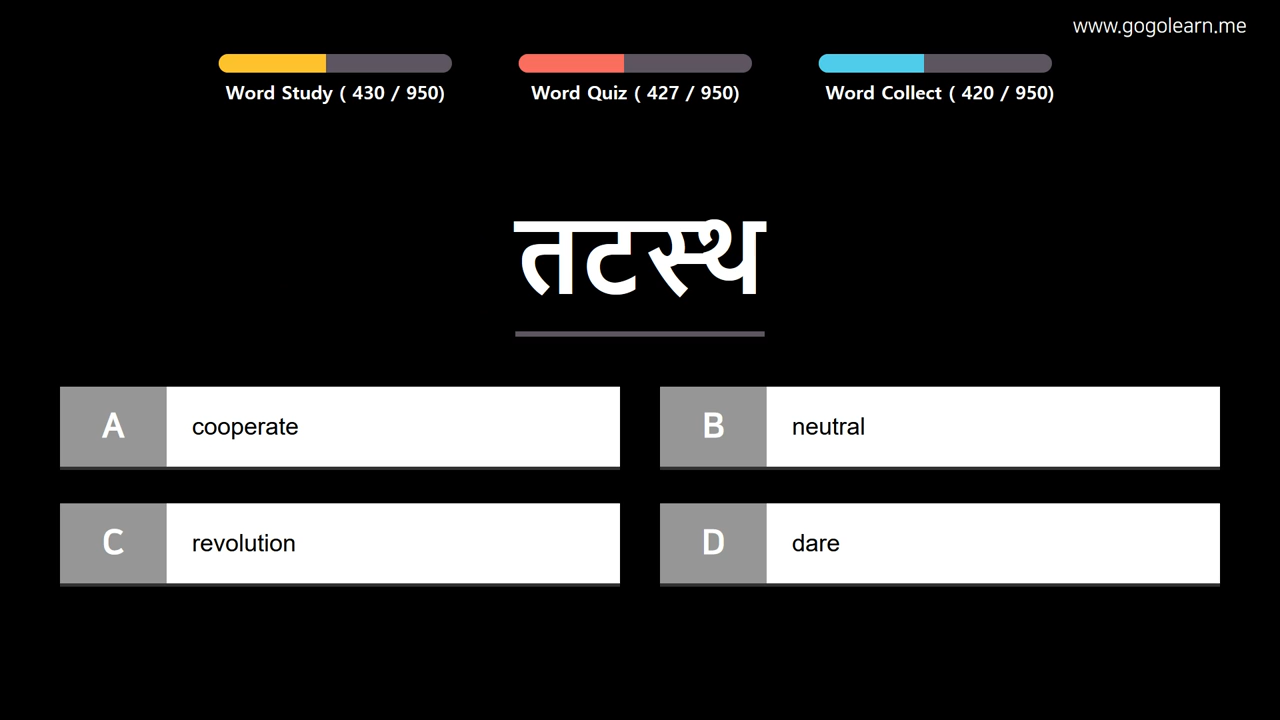 www.gogolearn.me
Word Study ( 430 / 950)
Word Quiz ( 427 / 950)
Word Collect ( 420 / 950)
तटस्थ
A cooperate
B neutral
C revolution
D dare